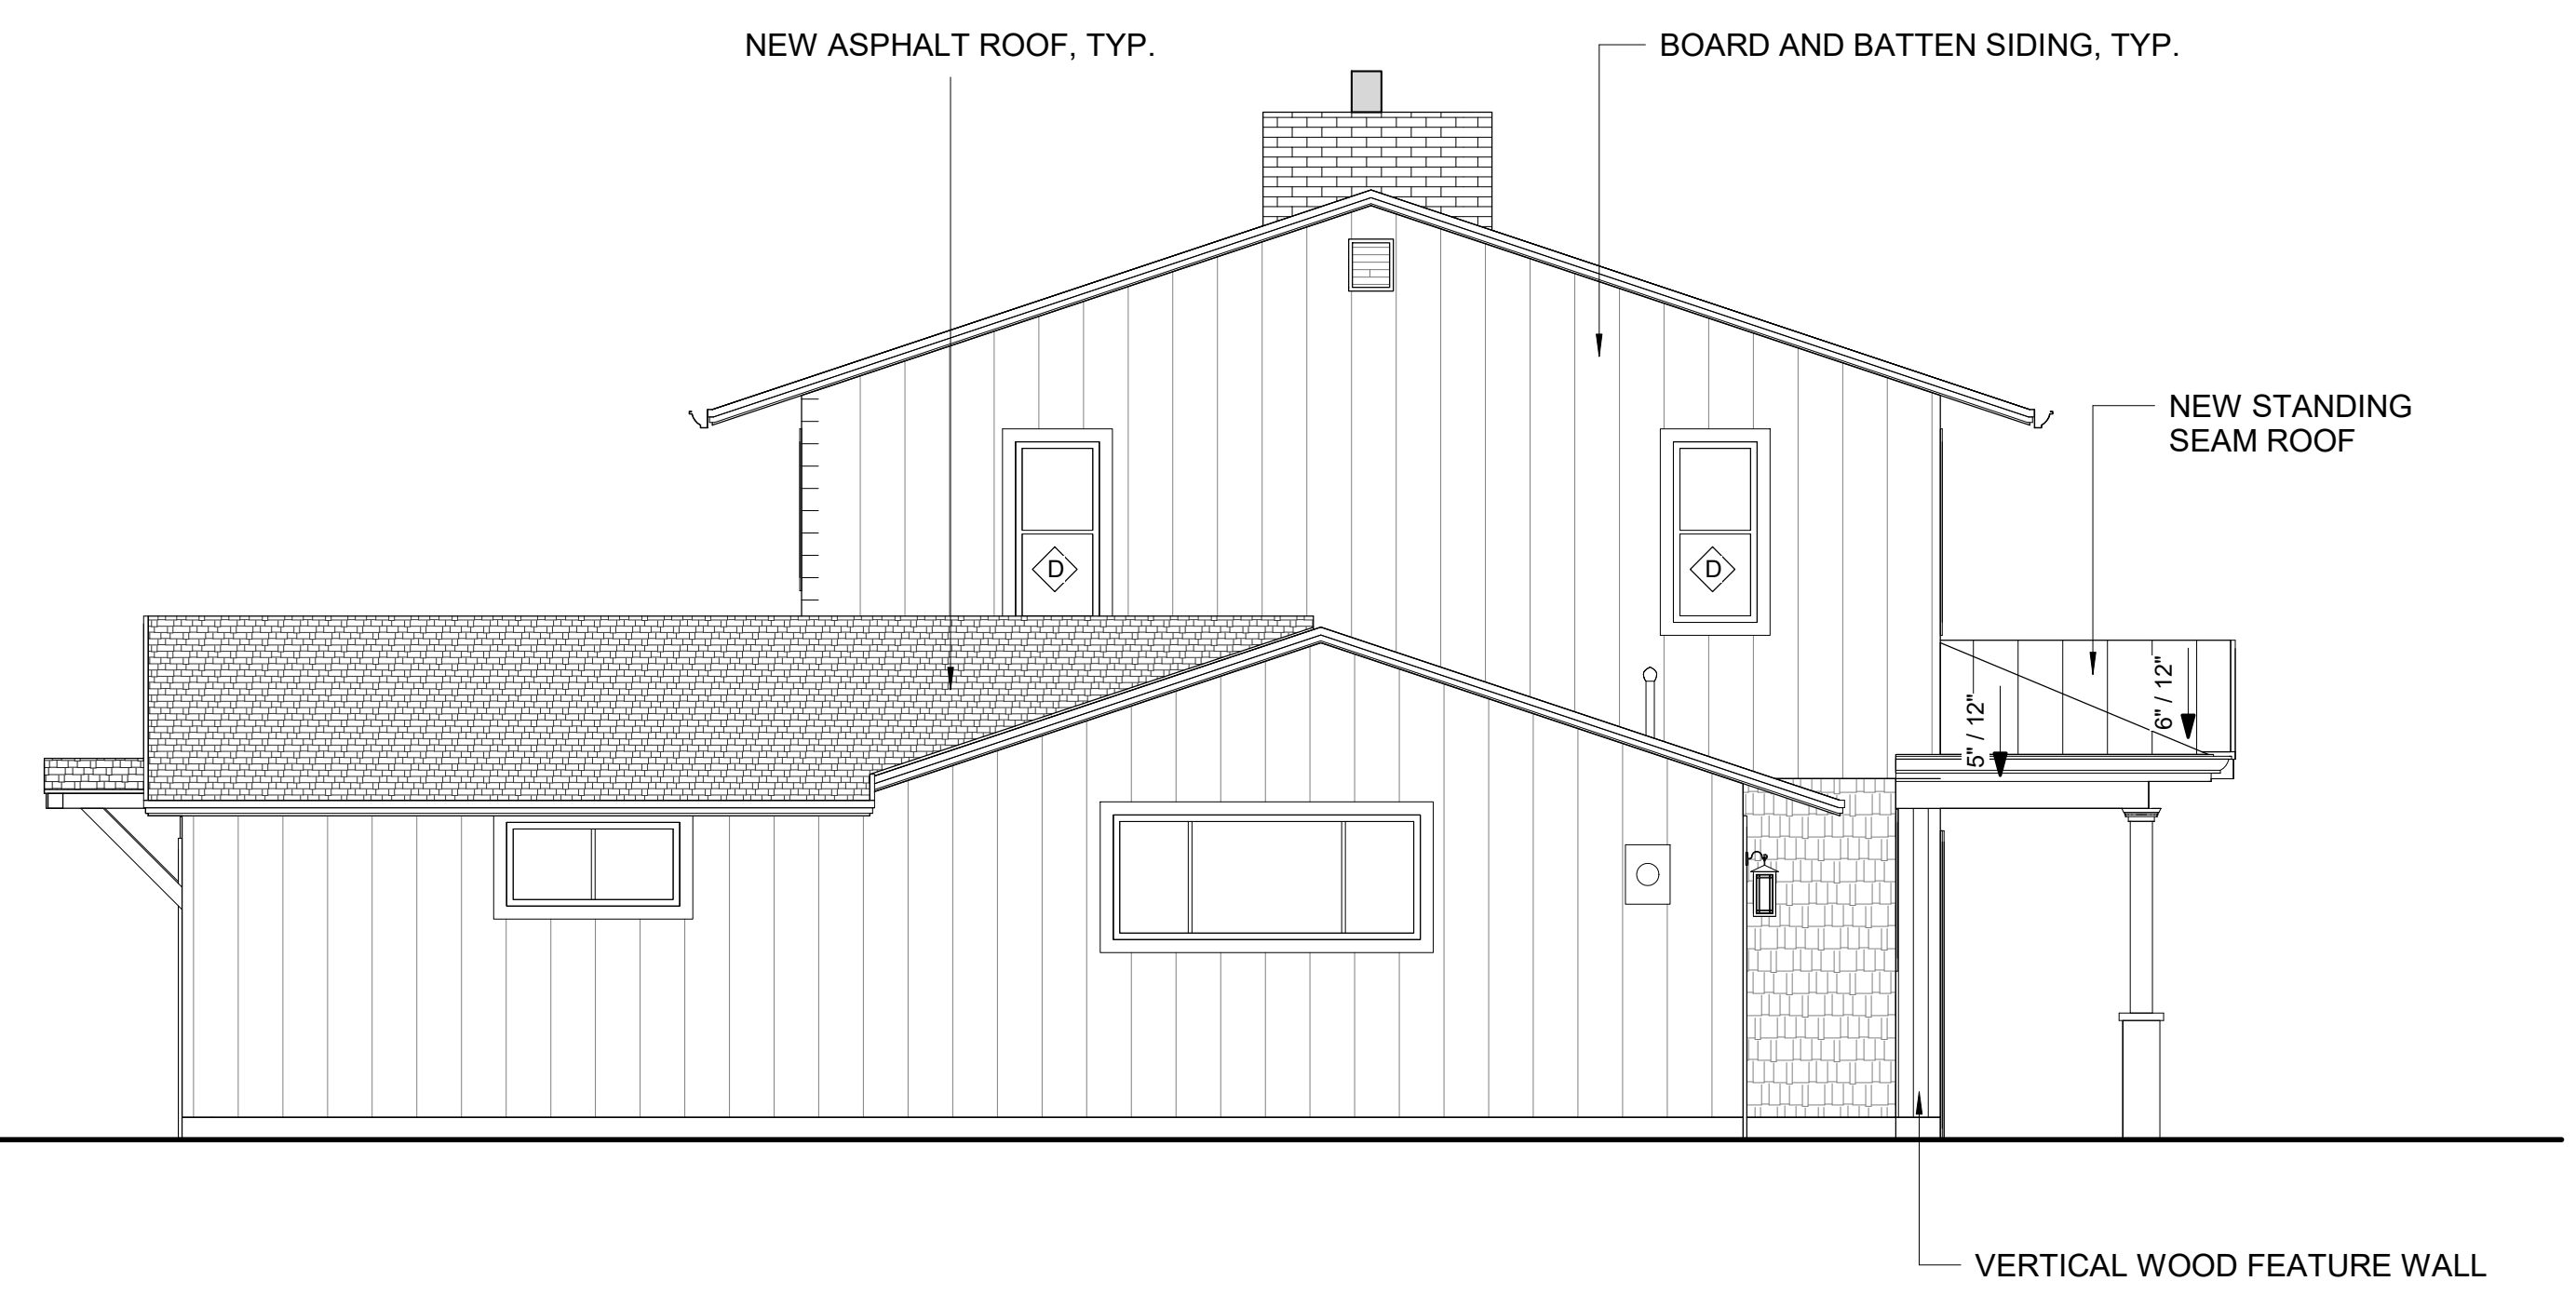 NEW ASPHALT ROOF, TYP.
BOARD AND BATTEN SIDING, TYP.
NEW STANDING
SEAM ROOF
D
D
5" / 12"
6" / 12"
VERTICAL WOOD FEATURE WALL